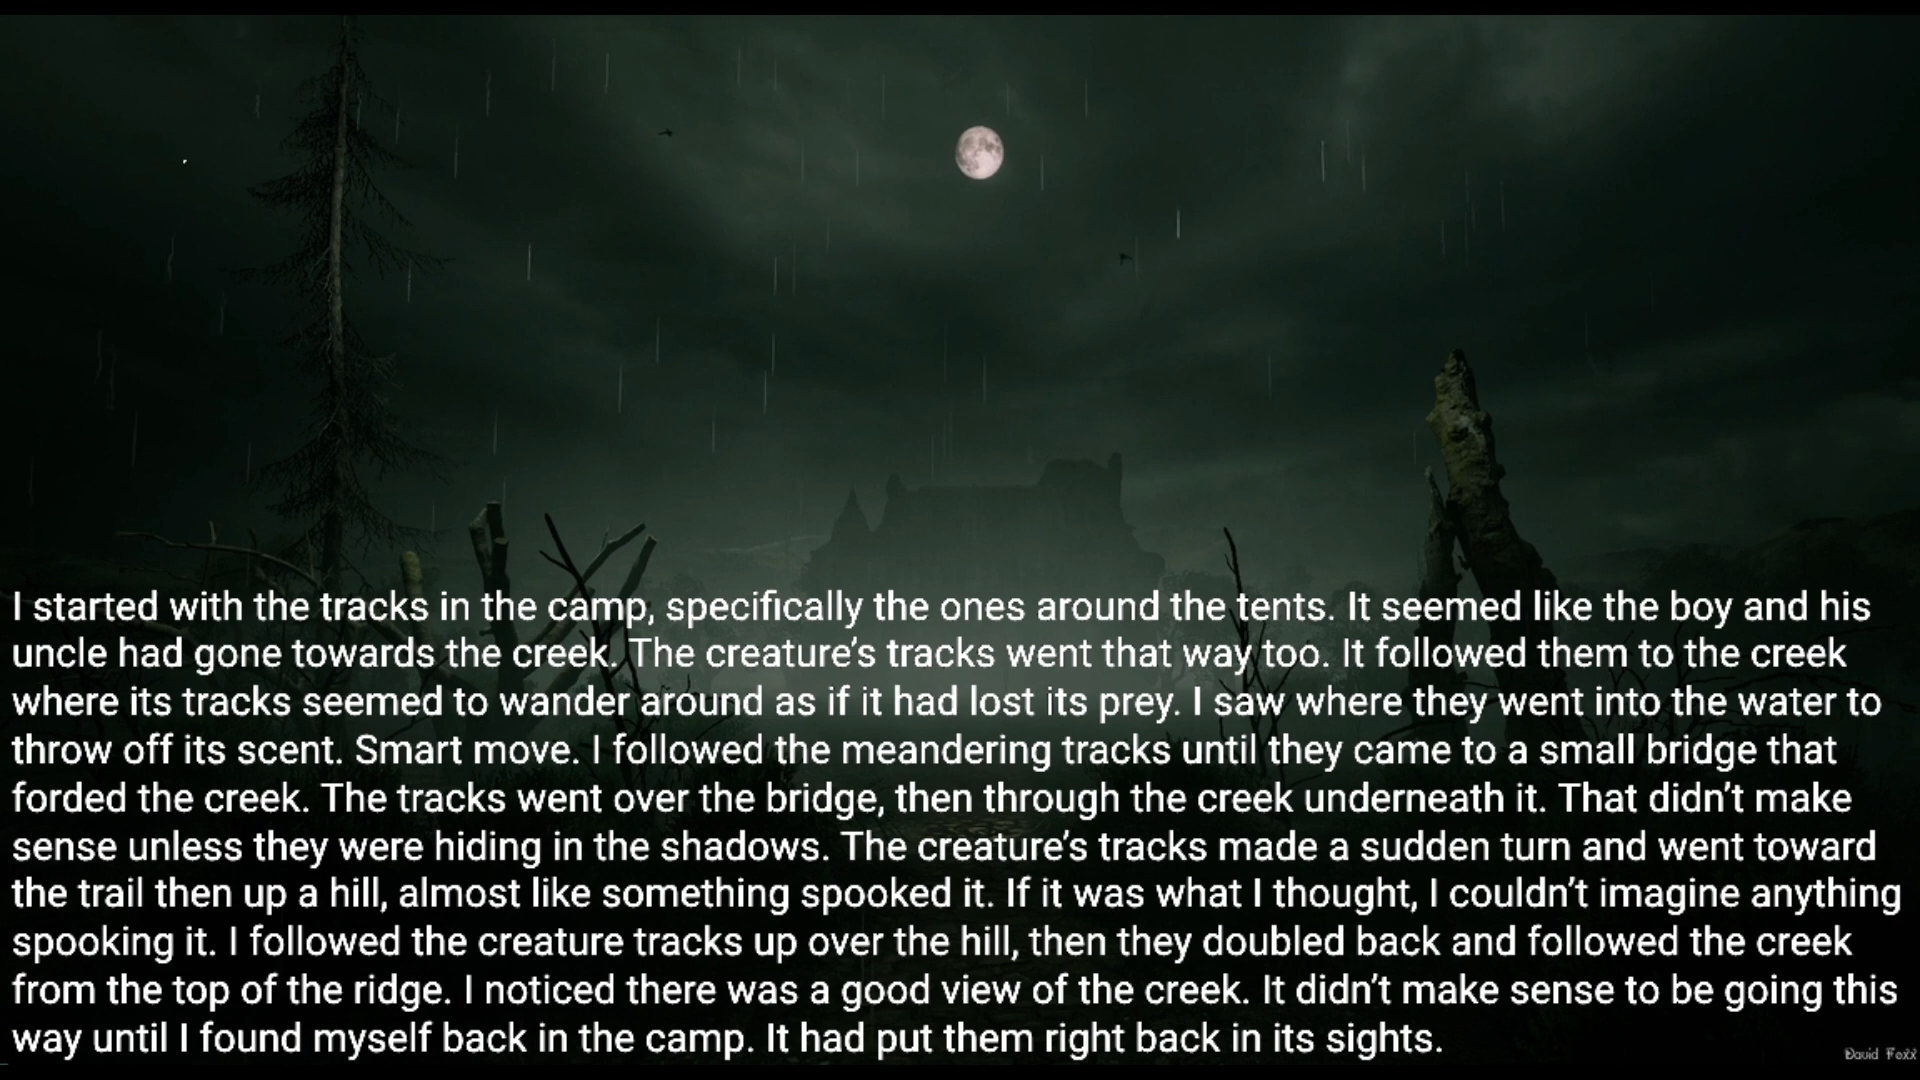 I started with the tracks in the camp, specifically the ones around the tents. It seemed like the boy and his
uncle had gone towards the creek. The creature’s tracks went that way too. It followed them to the creek
where its tracks seemed to wander around as if it had lost its prey. I saw where they went into the water to
throw off its scent. Smart move. I followed the meandering tracks until they came to a small bridge that
forded the creek. The tracks went over the bridge, then through the creek underneath it. That didn’t make
sense unless they were hiding in the shadows. The creature’s tracks made a sudden turn and went toward
the trail then up a hill, almost like something spooked it. If it was what I thought, I couldn’t imagine anything
spooking it. I followed the creature tracks up over the hill, then they doubled back and followed the creek
from the top of the ridge. I noticed there was a good view of the creek. It didn’t make sense to be going this
way until I found myself back in the camp. It had put them right back in its sights.
David Foxx